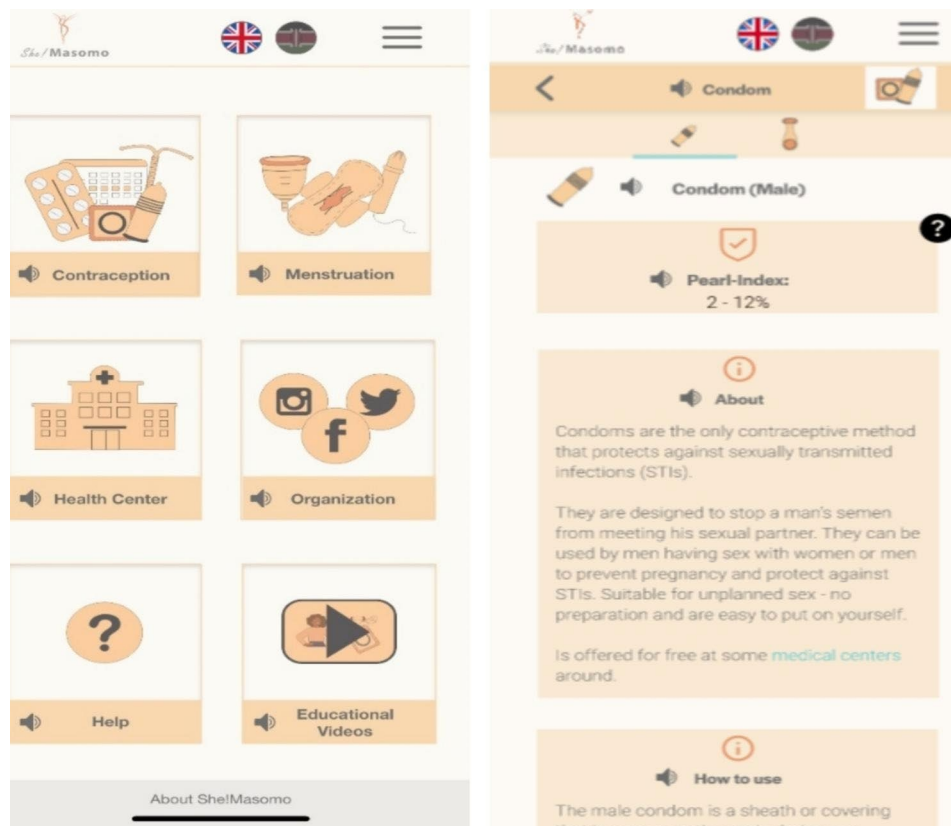 She!Masomo
Contraception
Menstruation
Health Center
Organization
Help
Educational
Videos
About She!Masomo
She!Masomo
Condom
Condom (Male)
?
Pearl-Index:
2 - 12%
About
Condoms are the only contraceptive method
that protects against sexually transmitted
infections (STIs).
They are designed to stop a man's semen
from meeting his sexual partner. They can be
used by men having sex with women or men
to prevent pregnancy and protect against
STIs. Suitable for unplanned sex - no
preparation and are easy to put on yourself.
Is offered for free at some medical centers
around.
How to use
The male condom is a sheath or covering